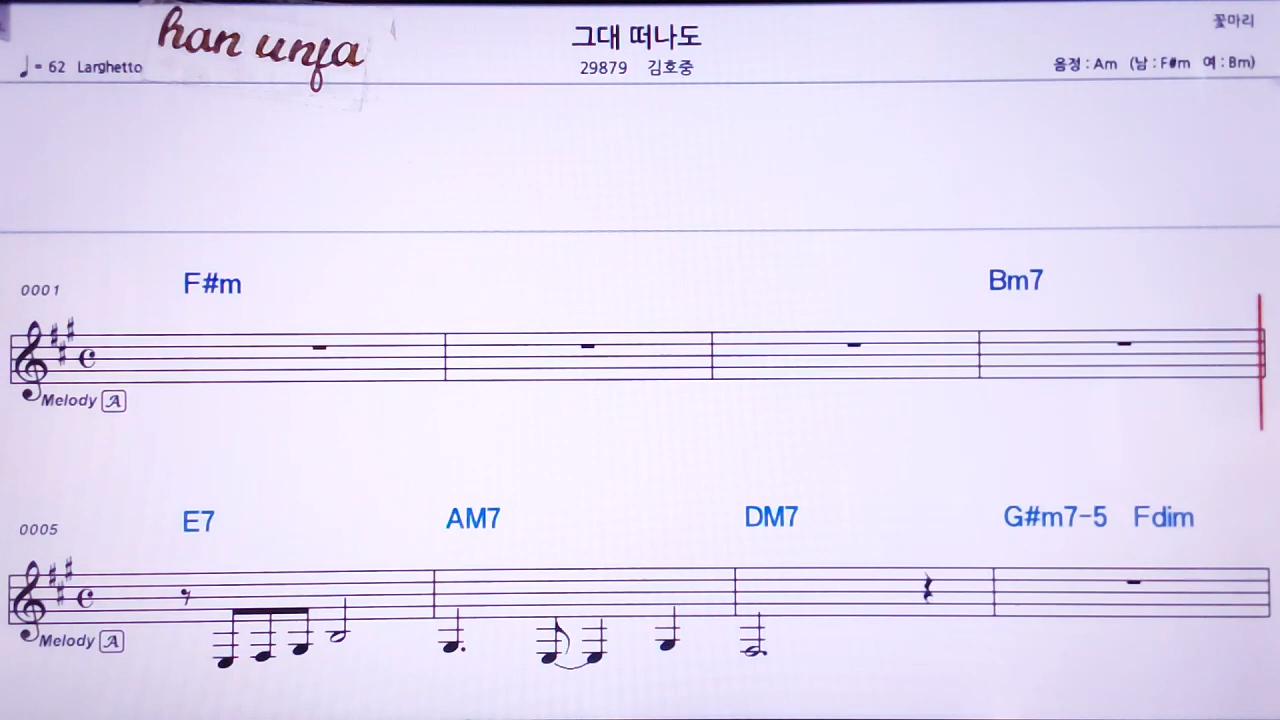 han unfa
그대 떠나도
꽃마리
♩= 62 Larghetto
29879 김호중
음정 : Am (남 : F#m 여 : Bm)
0001
F#m
Bm7
Melody A
0005
E7 AM7 DM7 G#m7-5 Fdim
Melody A